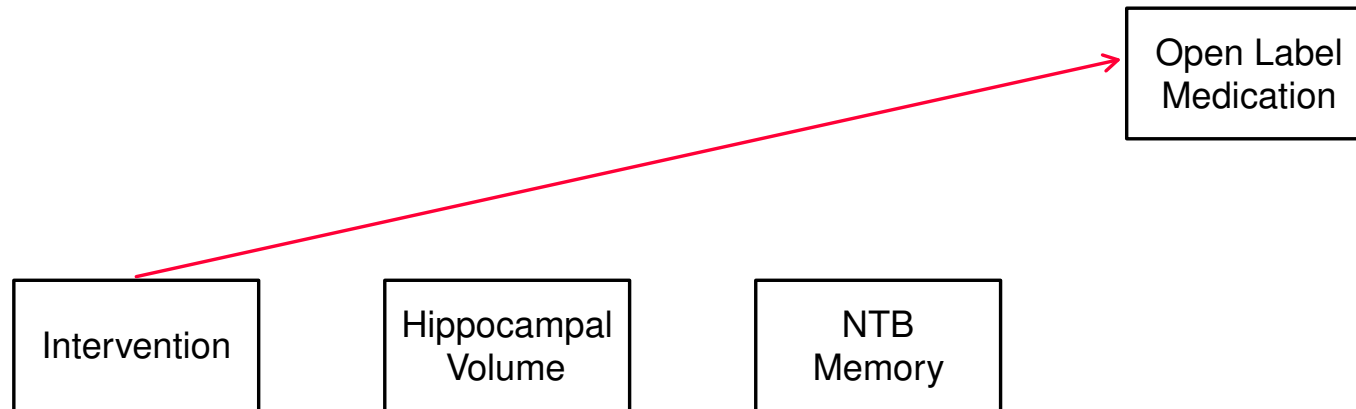 Open Label
Medication
Intervention
Hippocampal
Volume
NTB
Memory